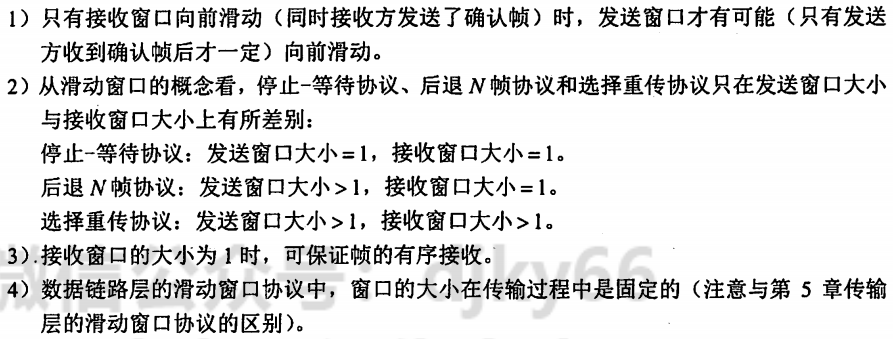 1）只有接收窗口向前滑动（同时接收方发送了确认帧）时，发送窗口才有可能（只有发送
方收到确认帧后才一定）向前滑动。
2）从滑动窗口的概念看，停止-等待协议、后退 N 帧协议和选择重传协议只在发送窗口大小
与接收窗口大小上有所差别：
停止-等待协议：发送窗口大小=1，接收窗口大小=1。
后退 N 帧协议：发送窗口大小>1，接收窗口大小=1。
选择重传协议：发送窗口大小>1，接收窗口大小>1。
3）接收窗口的大小为 1 时，可保证帧的有序接收。
4）数据链路层的滑动窗口协议中，窗口的大小在传输过程中是固定的（注意与第 5 章传输
层的滑动窗口协议的区别）。
微信公众号：djky66